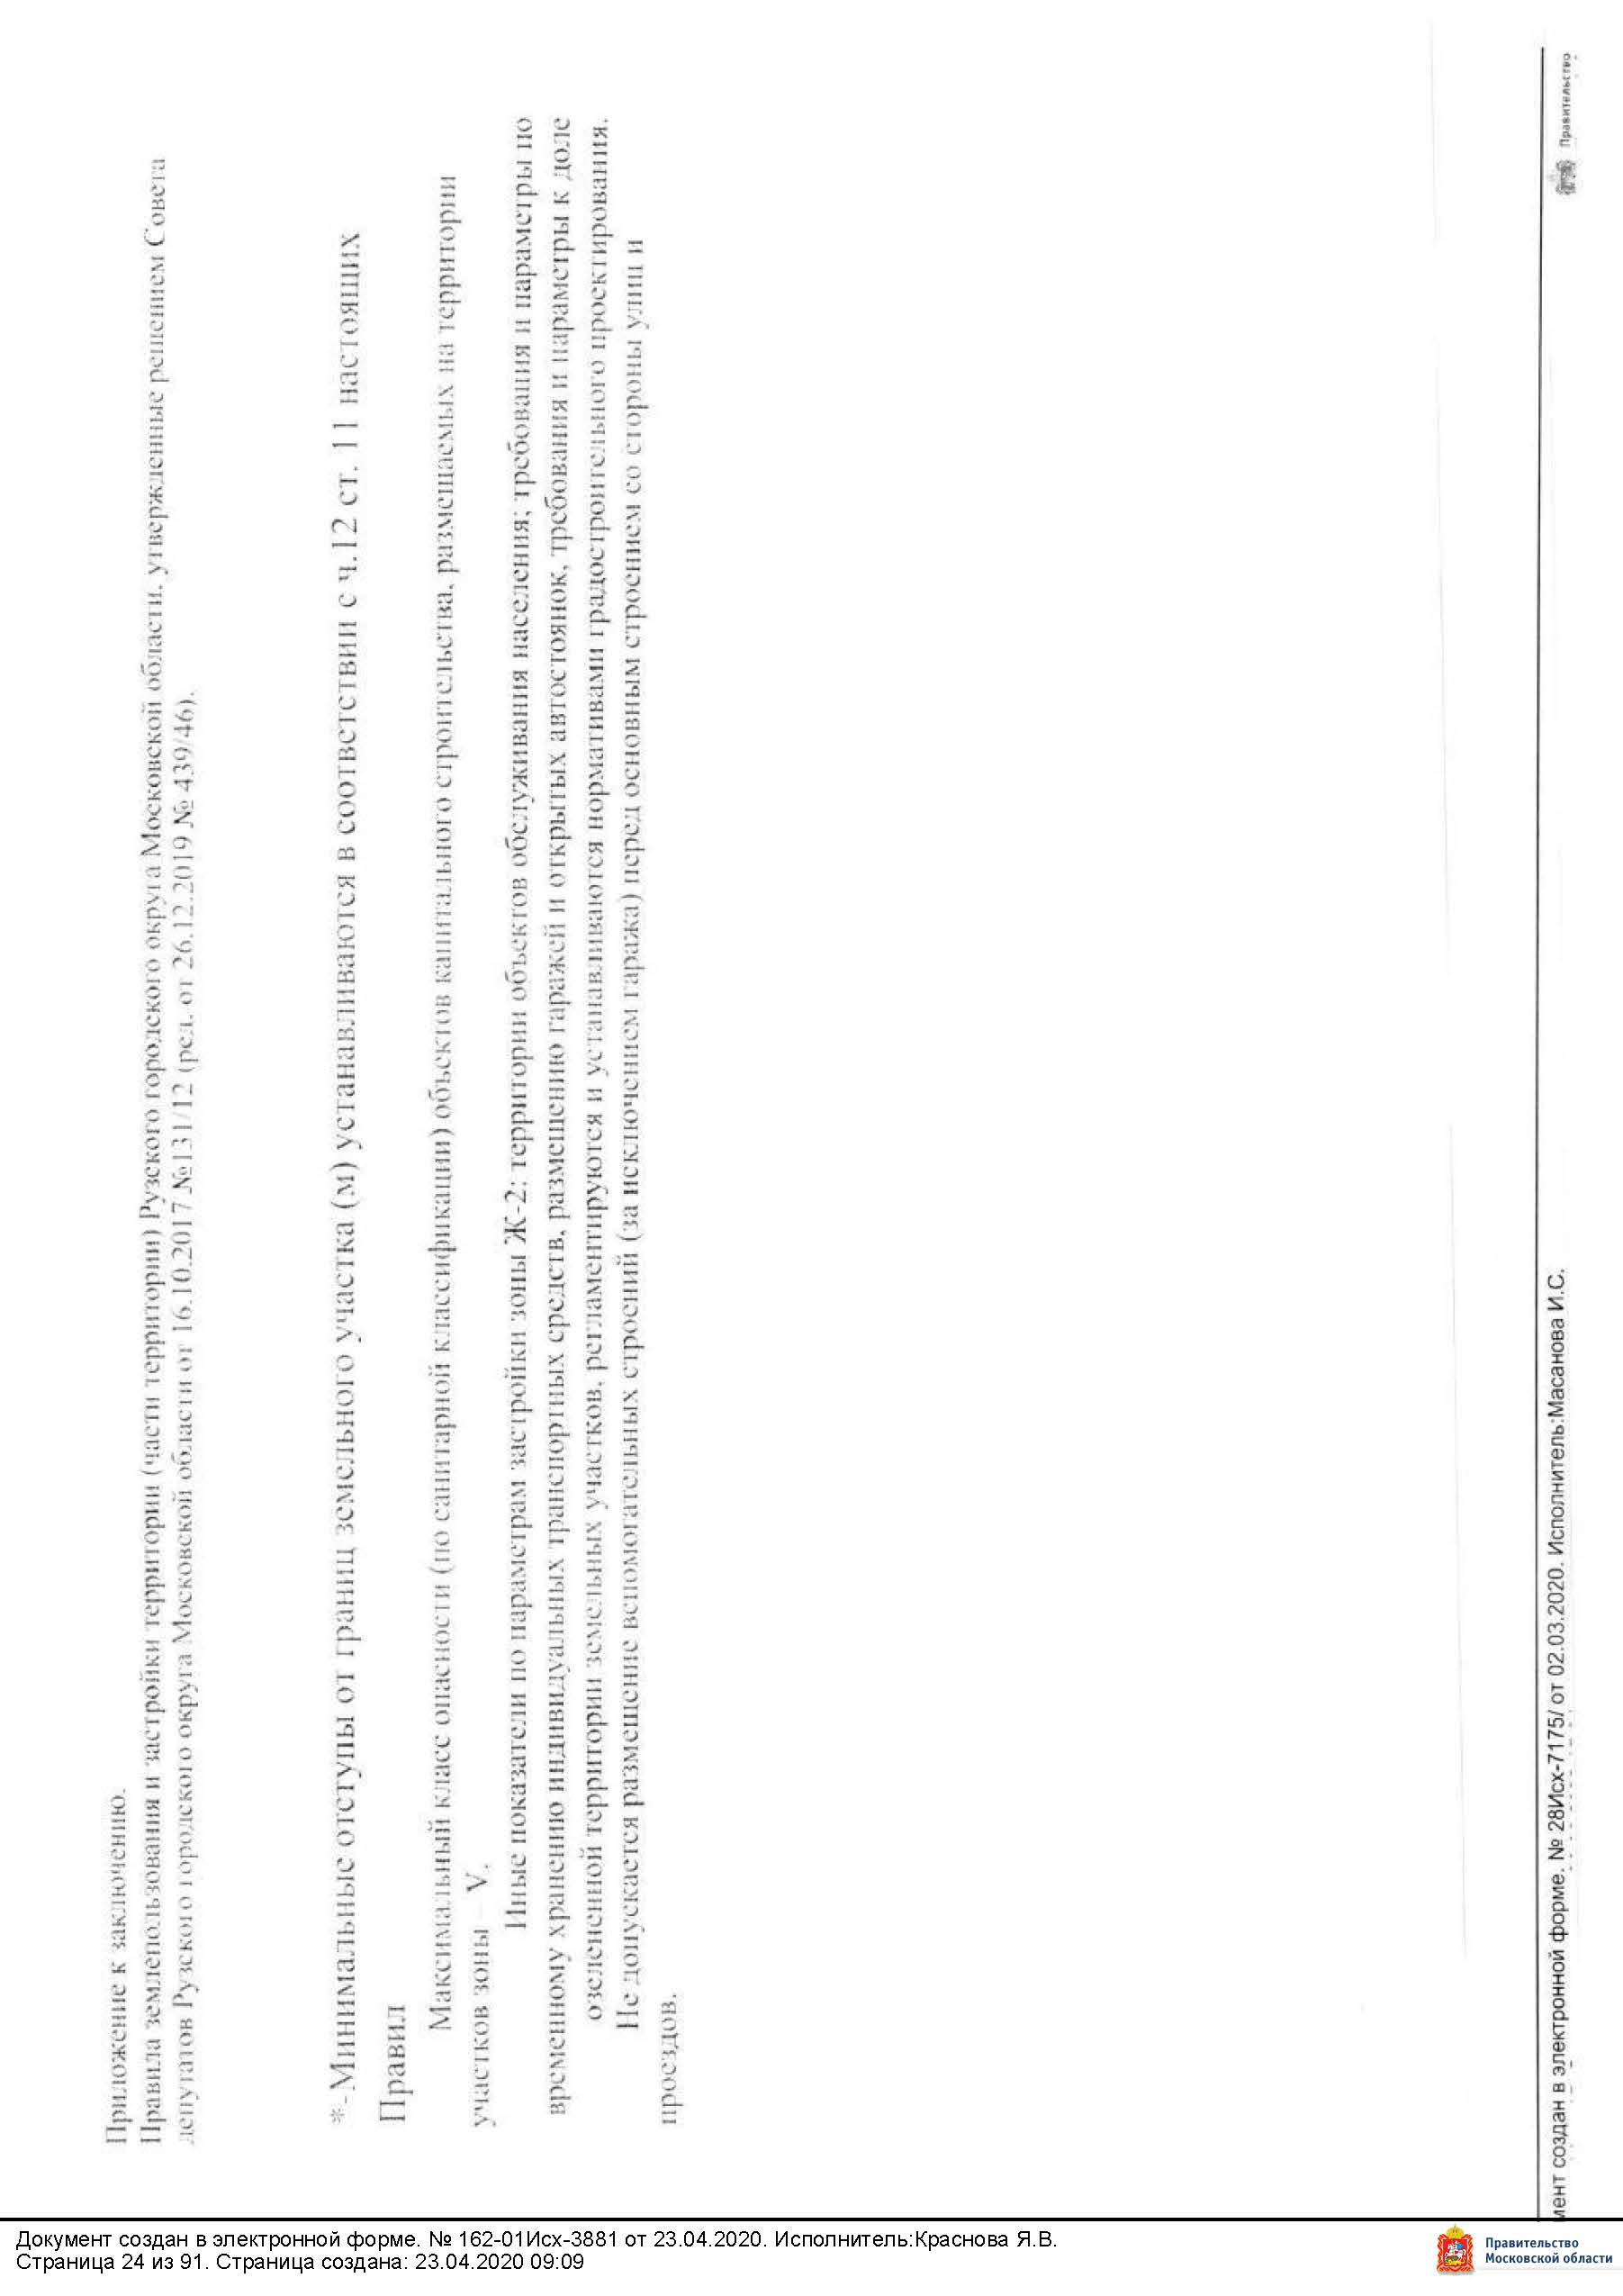 Приложение к заключению.
Правила землепользования и застройки территории (части территории) Рузского городского округа Московской области, утвержденные решением Совета
депутатов Рузского городского округа Московской области от 16.10.2017 №131/12 (ред. от 26.12.2019 № 439/46).
*-Минимальные отступы от границ земельного участка (м) устанавливаются в соответствии с ч.12 ст. 11 настоящих
Правил
Максимальный класс опасности (по санитарной классификации) объектов капитального строительства, размещаемых на территории
участков зоны – V.
Иные показатели по параметрам застройки зоны Ж-2: территории объектов обслуживания населения; требования и параметры по
временному хранению индивидуальных транспортных средств, размещению гаражей и открытых автостоянок, требования и параметры к доле
озелененной территории земельных участков, регламентируются и устанавливаются нормативами градостроительного проектирования.
Не допускается размещение вспомогательных строений (за исключением гаража) перед основным строением со стороны улиц и
проездов.
мент создан в электронной форме. № 28Исх-7175/ от 02.03.2020. Исполнитель:Масанова И.С.
Правительство
Документ создан в электронной форме. № 162-01Исх-3881 от 23.04.2020. Исполнитель:Краснова Я.В.
Страница 24 из 91. Страница создана: 23.04.2020 09:09
Правительство
Московской области